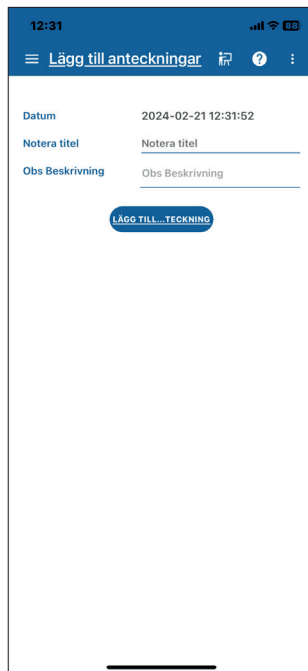 12:31
88
Lägg till anteckningar
Datum 2024-02-21 12:31:52
Notera titel Notera titel
Obs Beskrivning Obs Beskrivning
LÄGG TILL...TECKNING